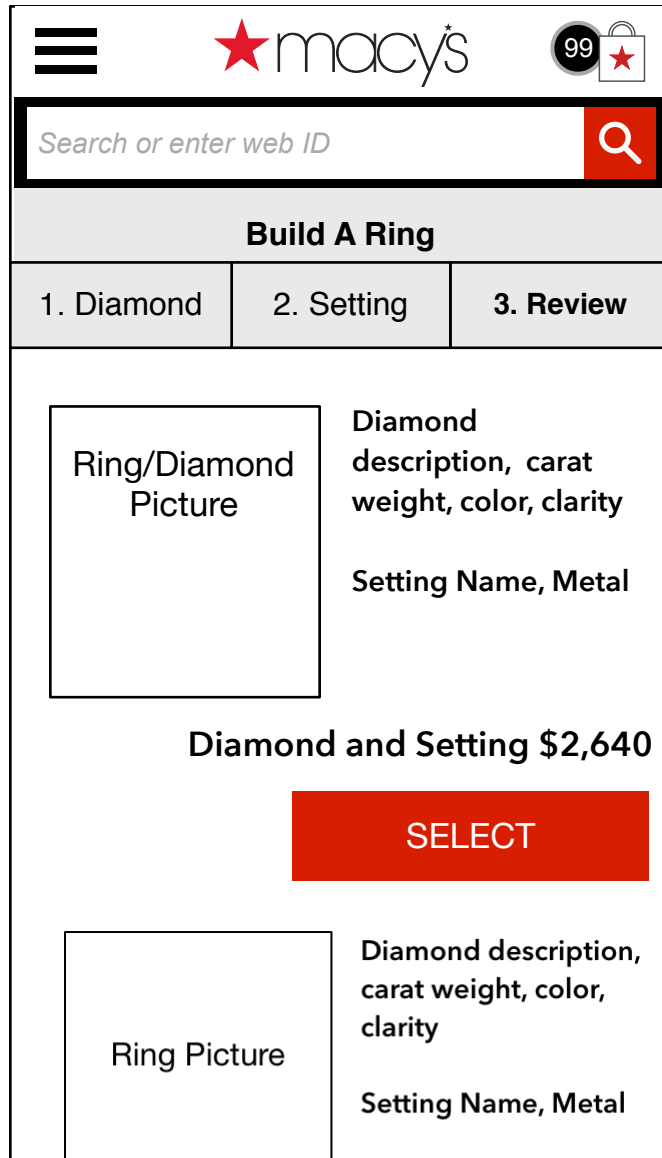 macy's
99
Search or enter web ID
Build A Ring
1. Diamond
2. Setting
3. Review
Ring/Diamond
Picture
Diamond
description, carat
weight, color, clarity
Setting Name, Metal
Diamond and Setting $2,640
SELECT
Ring Picture
Diamond description,
carat weight, color,
clarity
Setting Name, Metal